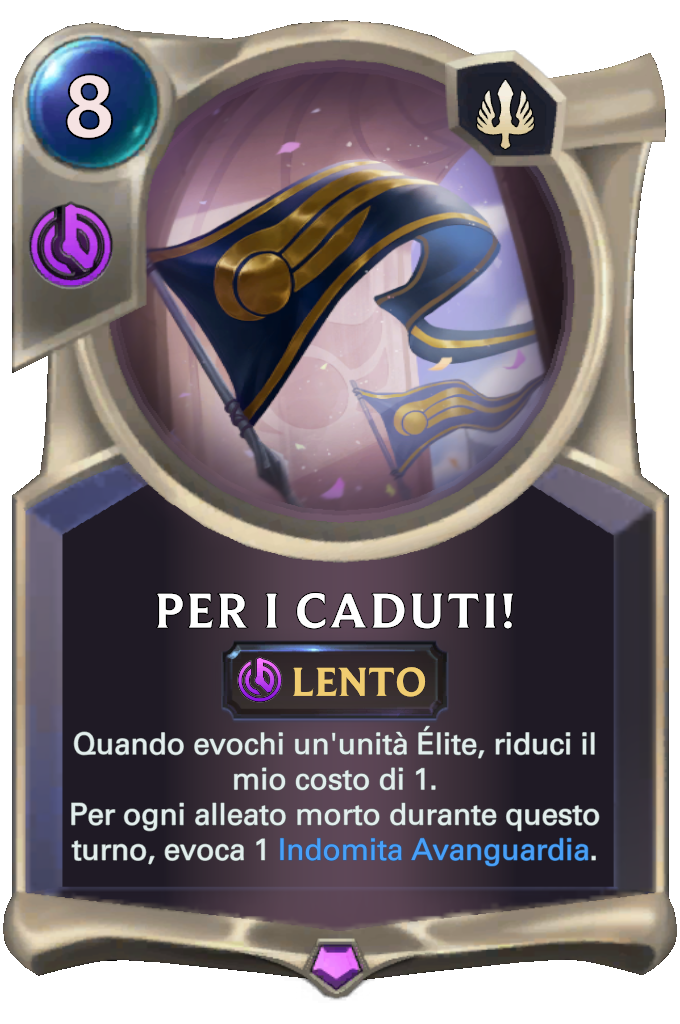 8
PER I CADUTI!
LENTO
Quando evochi un'unità Élite, riduci il
mio costo di 1.
Per ogni alleato morto durante questo
turno, evoca 1 Indomita Avanguardia.